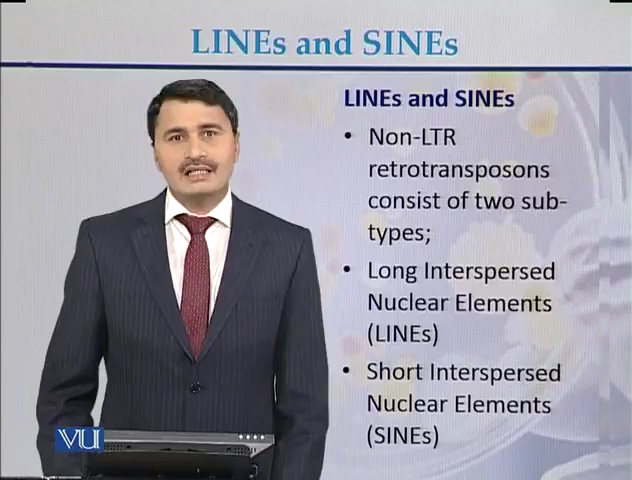 LINEs and SINEs
LINEs and SINEs
• Non-LTR
retrotransposons
consist of two sub-
types;
• Long Interspersed
Nuclear Elements
(LINEs)
• Short Interspersed
Nuclear Elements
(SINEs)
VU